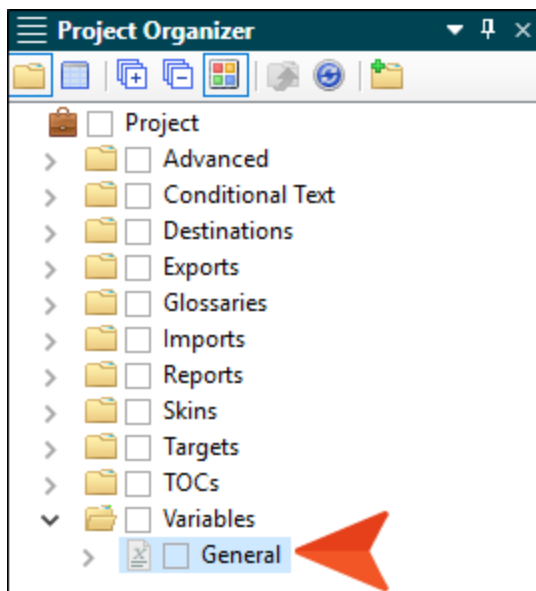 Project Organizer
Project
Advanced
Conditional Text
Destinations
Exports
Glossaries
Imports
Reports
Skins
Targets
TOCs
Variables
General